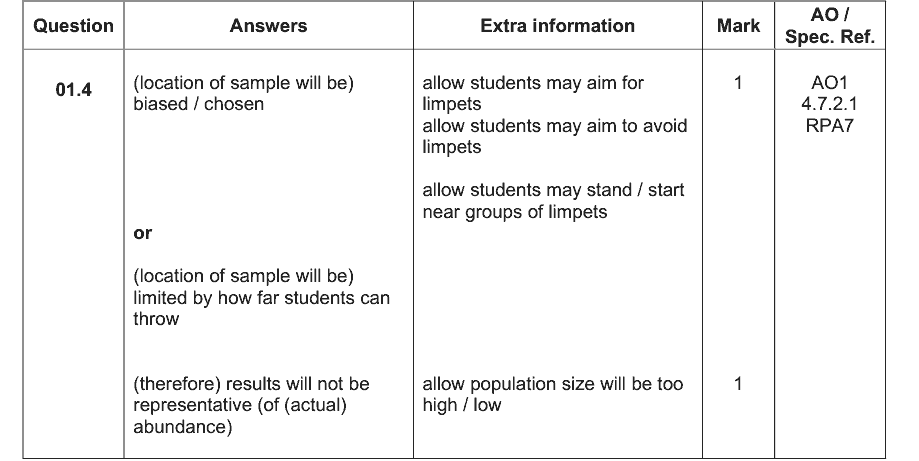 Question
Answers
Extra information
Mark
AO /
Spec. Ref.
01.4
(location of sample will be)
biased / chosen
allow students may aim for
limpets
allow students may aim to avoid
limpets
allow students may stand / start
near groups of limpets
1
AO1
4.7.2.1
RPA7
or
(location of sample will be)
limited by how far students can
throw
(therefore) results will not be
representative (of (actual)
abundance)
allow population size will be too
high / low
1